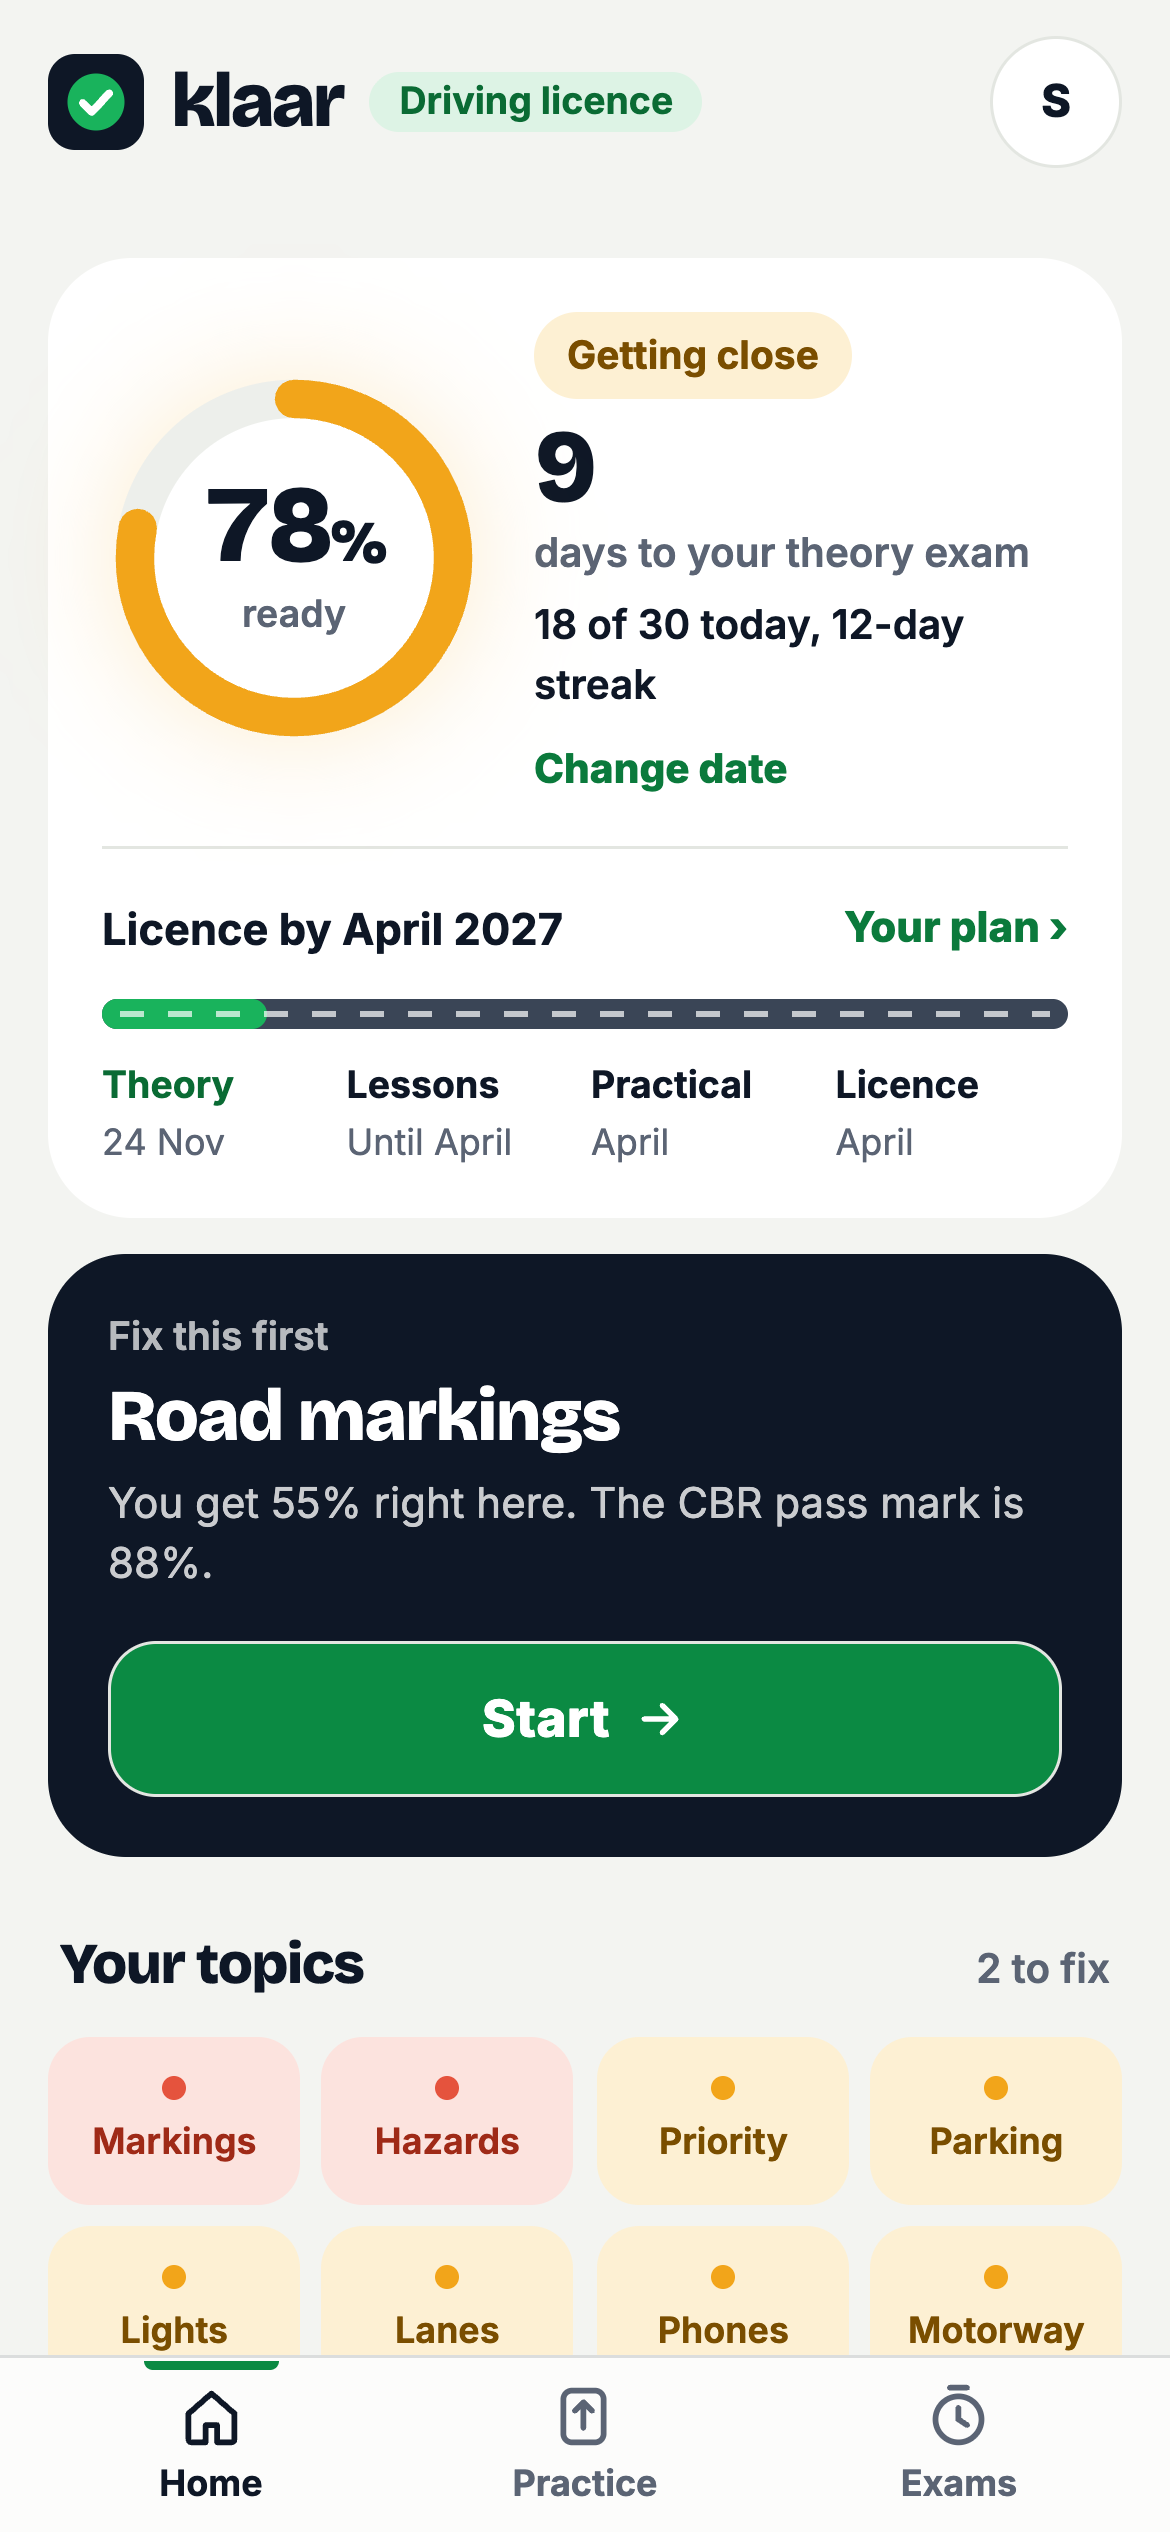 klaar
Driving licence
S
Getting close
78%
ready
9
days to your theory exam
18 of 30 today, 12-day
streak
Change date
Licence by April 2027
Your plan ›
Theory
Lessons
Practical
Licence
24 Nov
Until April
April
April
Fix this first
Road markings
You get 55% right here. The CBR pass mark is
88%.
Start →
Your topics
2 to fix
Markings
Hazards
Priority
Parking
Lights
Lanes
Phones
Motorway
Home
Practice
Exams